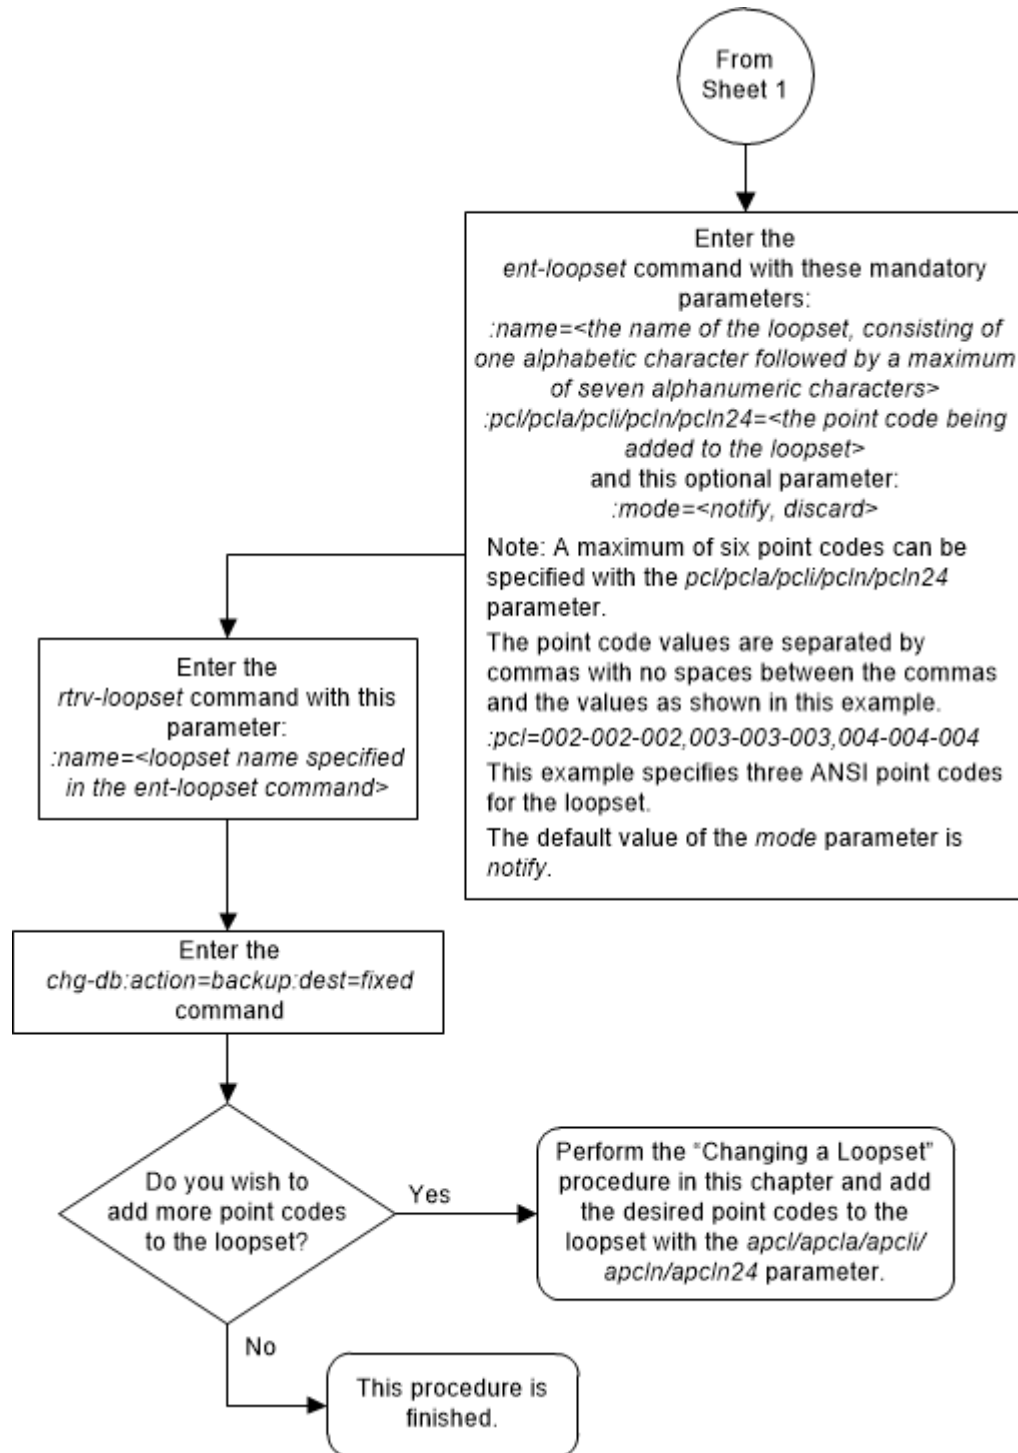 From
Sheet 1
Enter the
ent-loopset command with these mandatory
parameters:
:name=<the name of the loopset, consisting of
one alphabetic character followed by a maximum
of seven alphanumeric characters>
:pcl/pcla/pcli/pcln/pcln24=<the point code being
added to the loopset>
and this optional parameter:
:mode=<notify, discard>
Note: A maximum of six point codes can be
specified with the pcl/pcla/pcli/pcln/pcln24
parameter.
The point code values are separated by
commas with no spaces between the commas
and the values as shown in this example.
:pcl=002-002-002,003-003-003,004-004-004
This example specifies three ANSI point codes
for the loopset.
The default value of the mode parameter is
notify.
Enter the
rtrv-loopset command with this
parameter:
:name=<loopset name specified
in the ent-loopset command>
Enter the
chg-db:action=backup:dest=fixed
command
Do you wish to
add more point codes
to the loopset?
Yes
Perform the “Changing a Loopset”
procedure in this chapter and add
the desired point codes to the
loopset with the apcl/apcla/apcli/
apcln/apcln24 parameter.
No
This procedure is
finished.